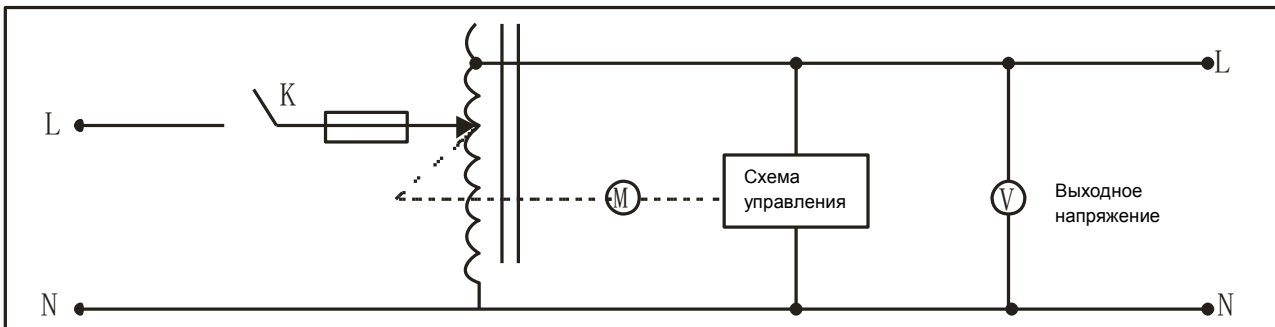 L
K
L
M
Схема
управления
V
Выходное
напряжение
N
N